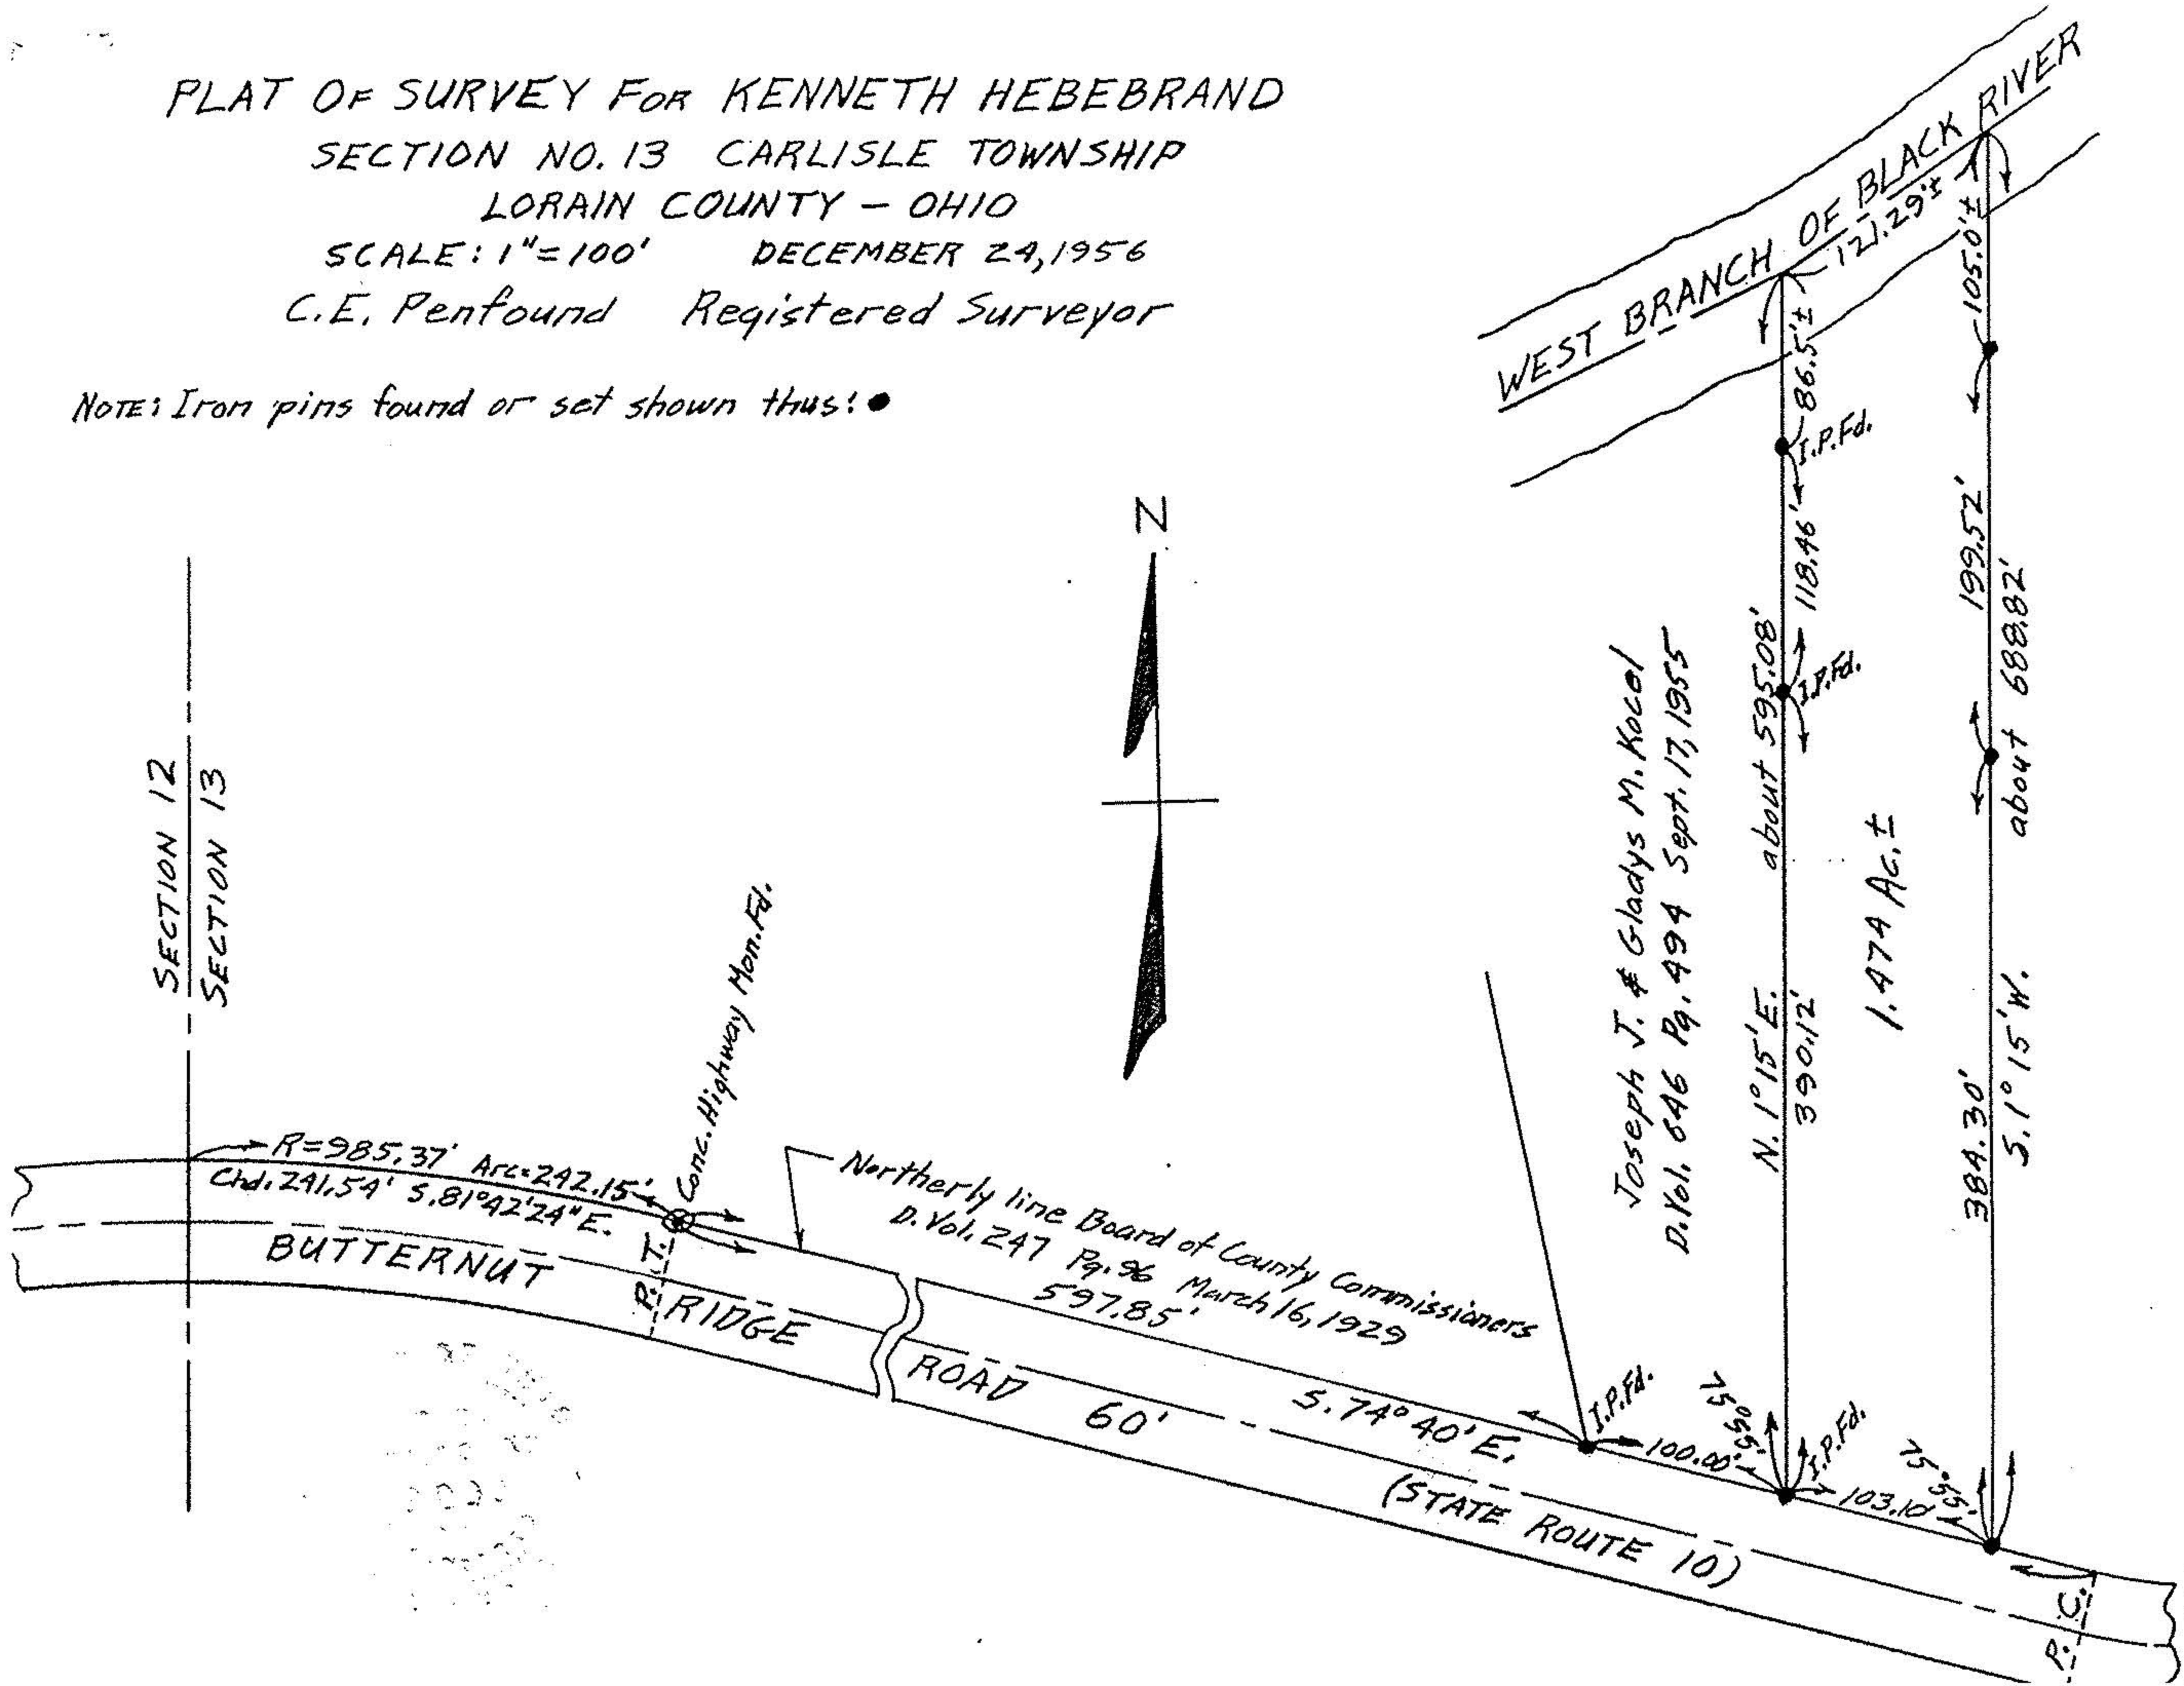 PLAT OF SURVEY FOR KENNETH HEBEBRAND
SECTION NO. 13 CARLISLE TOWNSHIP
LORAIN COUNTY – OHIO
SCALE: 1"=100' DECEMBER 24, 1956
C.E. Penfound Registered Surveyor
NOTE: Iron pins found or set shown thus: ●
WEST BRANCH OF BLACK RIVER
121.29'±
105.0'±
86.5'±
I.P.Fd.
118.46'
I.P.Fd.
199.52'
about 688.82'
about 595.08'
N
Joseph J. & Gladys M. Kocel
D.Vol. 646 Pg. 494 Sept. 17, 1955
N. 1° 15' E.
390.12'
1.474 Ac.±
384.30'
S. 1° 15' W.
SECTION 12
SECTION 13
Conc. Highway Mon. Fd.
R=985.37' Arc=242.15'
Chd. 241.54' S. 81°42'24" E.
P.T.
Northerly line Board of County Commissioners
D. Vol. 247 Pg. 96 March 16, 1929
597.85'
BUTTERNUT RIDGE ROAD 60'
S. 74° 40' E.
(STATE ROUTE 10)
I.P.Fd.
100.00'
75°55'
I.P.Fd.
103.10'
75°55'
P.C.